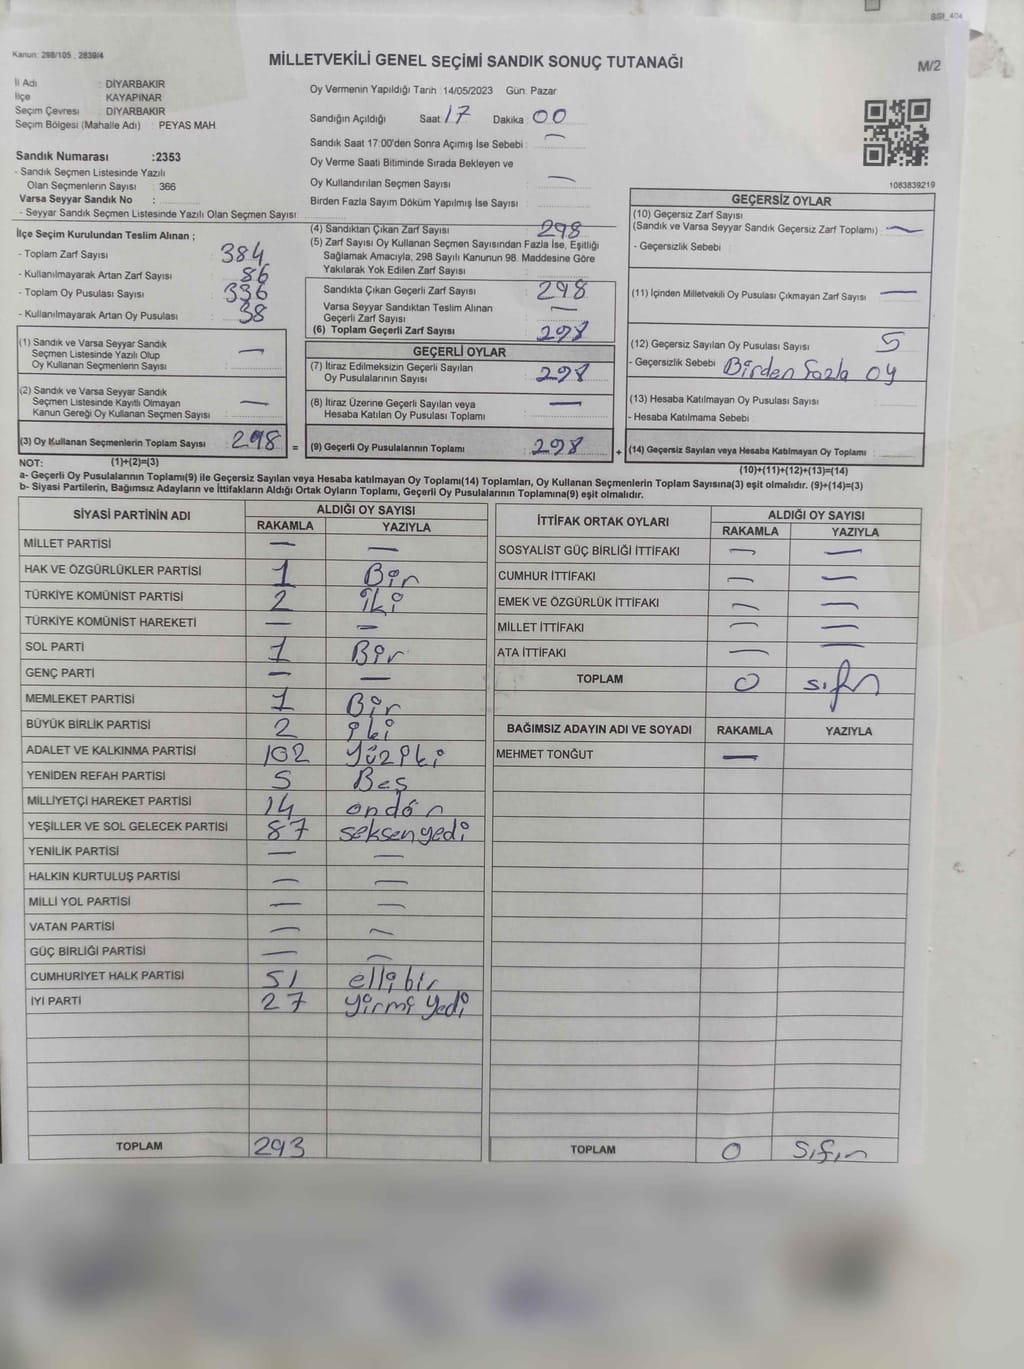 SSI_404
Kanun: 298/105 , 2839/4
MİLLETVEKİLİ GENEL SEÇİMİ SANDIK SONUÇ TUTANAĞI
M/2
İl Adı : DİYARBAKIR
İlçe : KAYAPINAR
Seçim Çevresi : DİYARBAKIR
Seçim Bölgesi (Mahalle Adı) : PEYAS MAH.
Sandık Numarası :2353
- Sandık Seçmen Listesinde Yazılı
Olan Seçmenlerin Sayısı : 366
Varsa Seyyar Sandık No :
- Seyyar Sandık Seçmen Listesinde Yazılı Olan Seçmen Sayısı:
Oy Vermenin Yapıldığı Tarih :14/05/2023 Gün: Pazar
Sandığın Açıldığı Saat 17 Dakika : 00
Sandık Saat 17:00'den Sonra Açımış İse Sebebi : —
Oy Verme Saati Bitiminde Sırada Bekleyen ve
Oy Kullandırılan Seçmen Sayısı : —
Birden Fazla Sayım Döküm Yapılmış İse Sayısı :
1083839219
İlçe Seçim Kurulundan Teslim Alınan ;
- Toplam Zarf Sayısı : 384
- Kullanılmayarak Artan Zarf Sayısı : 86
- Toplam Oy Pusulası Sayısı : 336
- Kullanılmayarak Artan Oy Pusulası : 38
(1) Sandık ve Varsa Seyyar Sandık
Seçmen Listesinde Yazılı Olup
Oy Kullanan Seçmenlerin Sayısı : —
(2) Sandık ve Varsa Seyyar Sandık
Seçmen Listesinde Kayıtlı Olmayan
Kanun Gereği Oy Kullanan Seçmen Sayısı : —
(3) Oy Kullanan Seçmenlerin Toplam Sayısı : 298 =
(4) Sandıktan Çıkan Zarf Sayısı : 298
(5) Zarf Sayısı Oy Kullanan Seçmen Sayısından Fazla İse, Eşitliği
Sağlamak Amacıyla, 298 Sayılı Kanunun 98. Maddesine Göre
Yakılarak Yok Edilen Zarf Sayısı :
Sandıkta Çıkan Geçerli Zarf Sayısı : 298
Varsa Seyyar Sandıktan Teslim Alınan
Geçerli Zarf Sayısı : —
(6) Toplam Geçerli Zarf Sayısı : 298
GEÇERLİ OYLAR
(7) İtiraz Edilmeksizin Geçerli Sayılan
Oy Pusulalarının Sayısı : 298
(8) İtiraz Üzerine Geçerli Sayılan veya
Hesaba Katılan Oy Pusulası Toplamı : —
(9) Geçerli Oy Pusulalarının Toplamı : 298 +
GEÇERSİZ OYLAR
(10) Geçersiz Zarf Sayısı
(Sandık ve Varsa Seyyar Sandık Geçersiz Zarf Toplamı) : —
- Geçersizlik Sebebi :
(11) İçinden Milletvekili Oy Pusulası Çıkmayan Zarf Sayısı : —
(12) Geçersiz Sayılan Oy Pusulası Sayısı : 5
- Geçersizlik Sebebi : Birden fazla oy
(13) Hesaba Katılmayan Oy Pusulası Sayısı :
- Hesaba Katılmama Sebebi :
(14) Geçersiz Sayılan veya Hesaba Katılmayan Oy Toplamı :
NOT: (1)+(2)=(3)
(10)+(11)+(12)+(13)=(14)
a- Geçerli Oy Pusulalarının Toplamı(9) ile Geçersiz Sayılan veya Hesaba katılmayan Oy Toplamı(14) Toplamları, Oy Kullanan Seçmenlerin Toplam Sayısına(3) eşit olmalıdır. (9)+(14)=(3)
b- Siyasi Partilerin, Bağımsız Adayların ve İttifakların Aldığı Ortak Oyların Toplamı, Geçerli Oy Pusulalarının Toplamına(9) eşit olmalıdır.
SİYASİ PARTİNİN ADI ALDIĞI OY SAYISI
RAKAMLA YAZIYLA
MİLLET PARTİSİ — —
HAK VE ÖZGÜRLÜKLER PARTİSİ 1 Bir
TÜRKİYE KOMÜNİST PARTİSİ 2 iki
TÜRKİYE KOMÜNİST HAREKETİ — —
SOL PARTİ 1 Bir
GENÇ PARTİ — —
MEMLEKET PARTİSİ 1 Bir
BÜYÜK BİRLİK PARTİSİ 2 iki
ADALET VE KALKINMA PARTİSİ 102 Yüziki
YENİDEN REFAH PARTİSİ 5 Beş
MİLLİYETÇİ HAREKET PARTİSİ 14 ondör
YEŞİLLER VE SOL GELECEK PARTİSİ 87 seksenyedi
YENİLİK PARTİSİ — —
HALKIN KURTULUŞ PARTİSİ — —
MİLLİ YOL PARTİSİ — —
VATAN PARTİSİ — —
GÜÇ BİRLİĞİ PARTİSİ — —
CUMHURİYET HALK PARTİSİ 51 ellibir
İYİ PARTİ 27 Yirmi Yedi
TOPLAM 293
İTTİFAK ORTAK OYLARI ALDIĞI OY SAYISI
RAKAMLA YAZIYLA
SOSYALİST GÜÇ BİRLİĞİ İTTİFAKI — —
CUMHUR İTTİFAKI — —
EMEK VE ÖZGÜRLÜK İTTİFAKI — —
MİLLET İTTİFAKI — —
ATA İTTİFAKI — —
TOPLAM 0 sıfır
BAĞIMSIZ ADAYIN ADI VE SOYADI RAKAMLA YAZIYLA
MEHMET TONĞUT —
TOPLAM 0 Sıfır